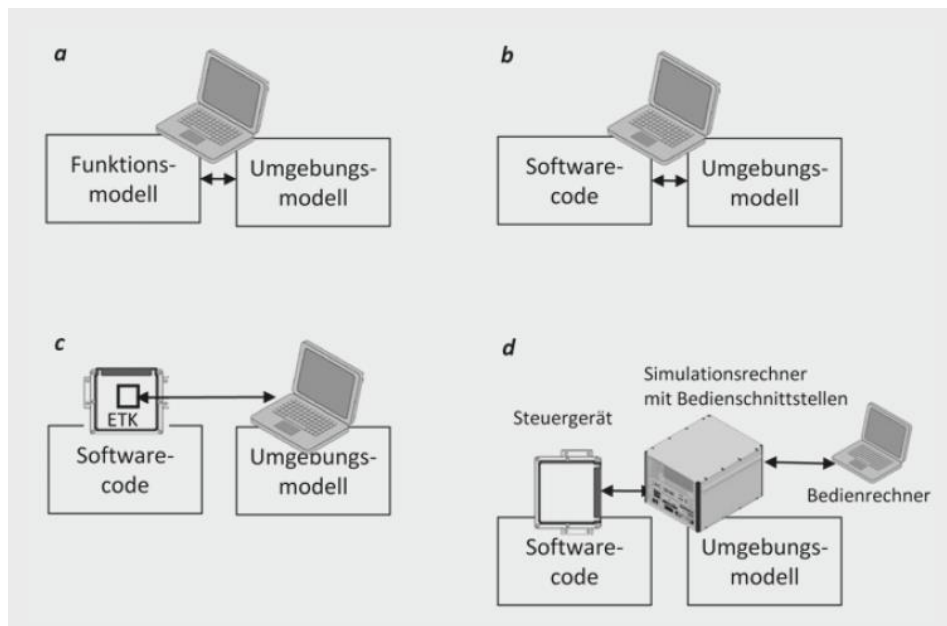 a
Funktions-
modell
Umgebungs-
modell
b
Software-
code
Umgebungs-
modell
c
ETK
Software-
code
Umgebungs-
modell
d
Steuergerät
Simulationsrechner
mit Bedienschnittstellen
Bedienrechner
Software-
code
Umgebungs-
modell